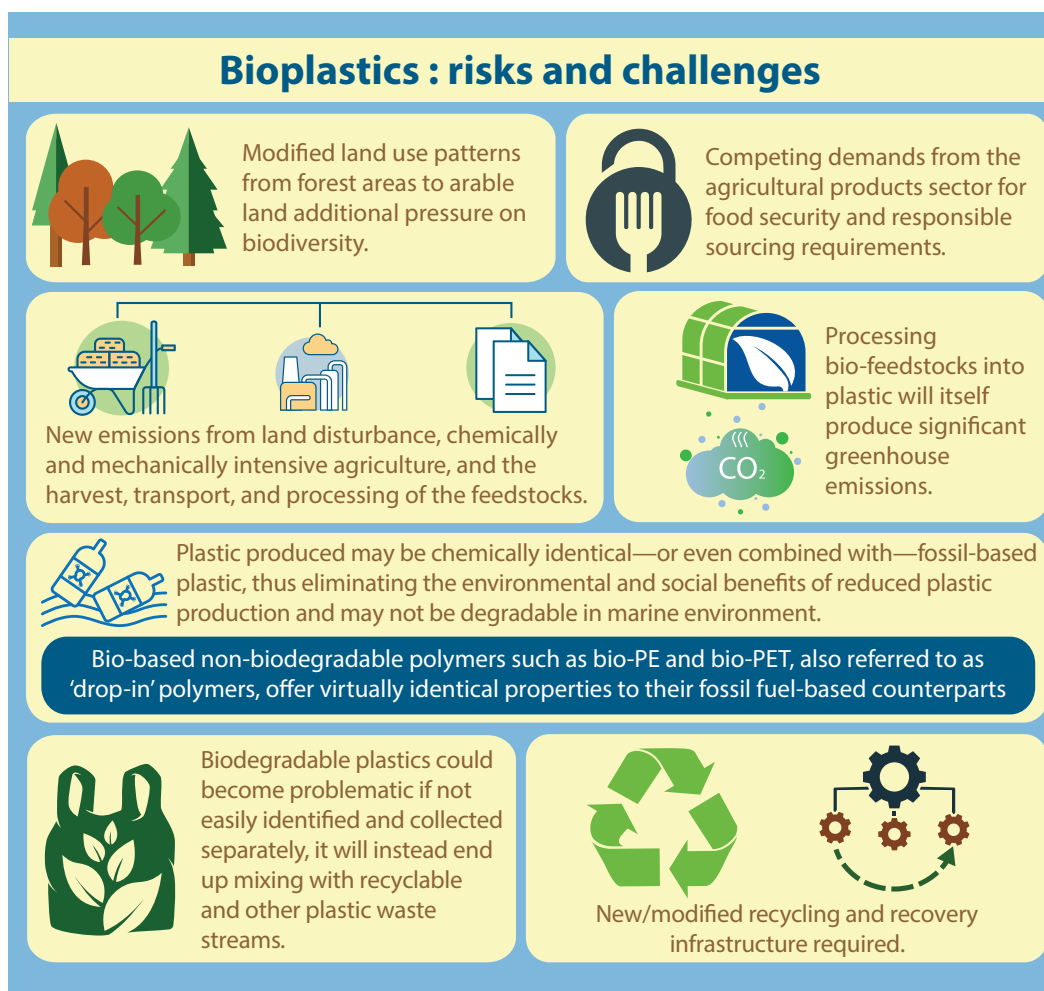 Bioplastics : risks and challenges
Modified land use patterns
from forest areas to arable
land additional pressure on
biodiversity.
Competing demands from the
agricultural products sector for
food security and responsible
sourcing requirements.
New emissions from land disturbance, chemically
and mechanically intensive agriculture, and the
harvest, transport, and processing of the feedstocks.
Processing
bio-feedstocks into
plastic will itself
produce significant
greenhouse
emissions.
CO₂
Plastic produced may be chemically identical—or even combined with—fossil-based
plastic, thus eliminating the environmental and social benefits of reduced plastic
production and may not be degradable in marine environment.
Bio-based non-biodegradable polymers such as bio-PE and bio-PET, also referred to as
‘drop-in’ polymers, offer virtually identical properties to their fossil fuel-based counterparts
Biodegradable plastics could
become problematic if not
easily identified and collected
separately, it will instead end
up mixing with recyclable
and other plastic waste
streams.
New/modified recycling and recovery
infrastructure required.